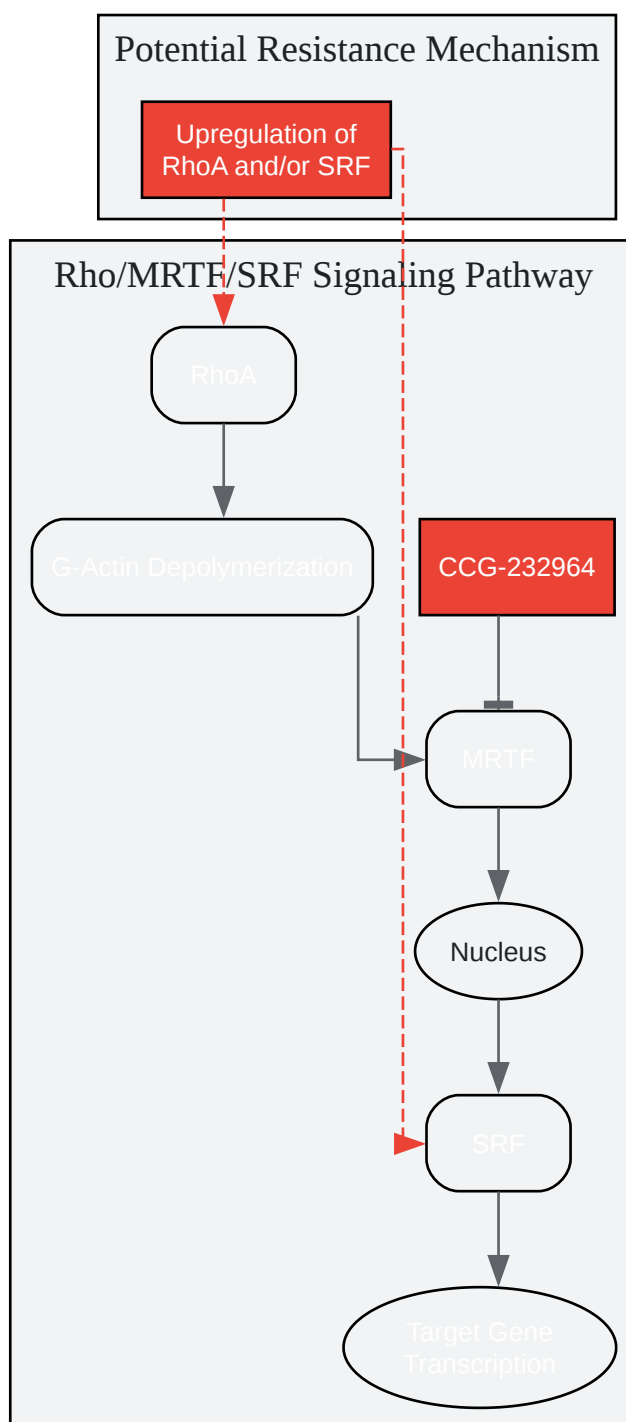 Potential Resistance Mechanism
Upregulation of
RhoA and/or SRF
Rho/MRTF/SRF Signaling Pathway
RhoA
G-Actin Depolymerization
CCG-232964
MRTF
Nucleus
SRF
Target Gene
Transcription